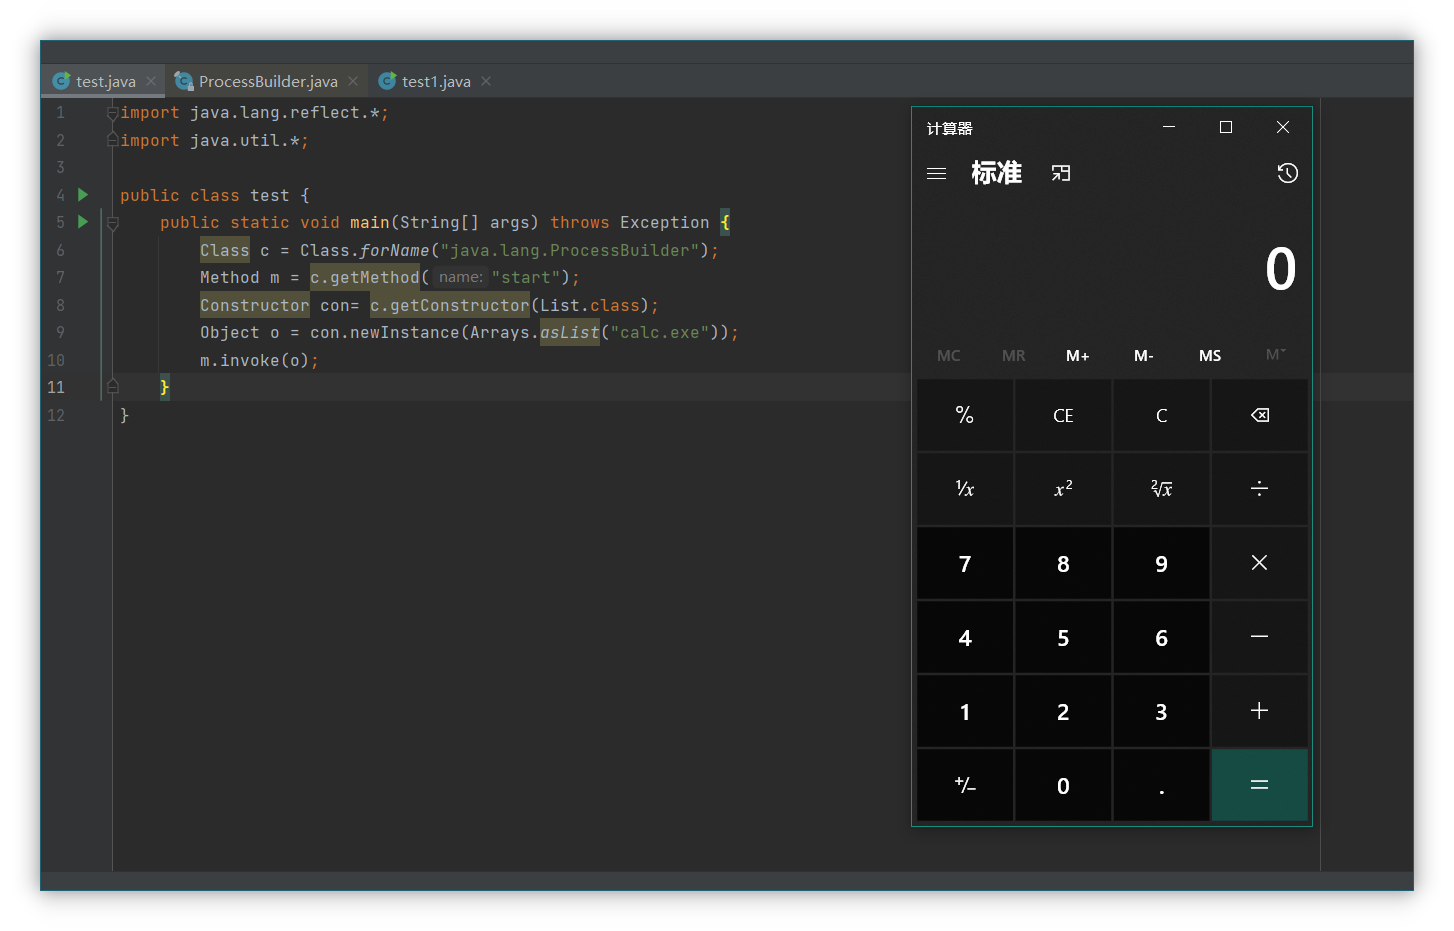 test.java
ProcessBuilder.java
test1.java
1 import java.lang.reflect.*;
2 import java.util.*;
3
4 public class test {
5 public static void main(String[] args) throws Exception {
6 Class c = Class.forName("java.lang.ProcessBuilder");
7 Method m = c.getMethod( name: "start");
8 Constructor con= c.getConstructor(List.class);
9 Object o = con.newInstance(Arrays.asList("calc.exe"));
10 m.invoke(o);
11 }
12 }
计算器
标准
0
MC MR M+ M- MS M˅
% CE C
¹⁄x x² ²√x ÷
7 8 9 ×
4 5 6 −
1 2 3 +
+/− 0 . =